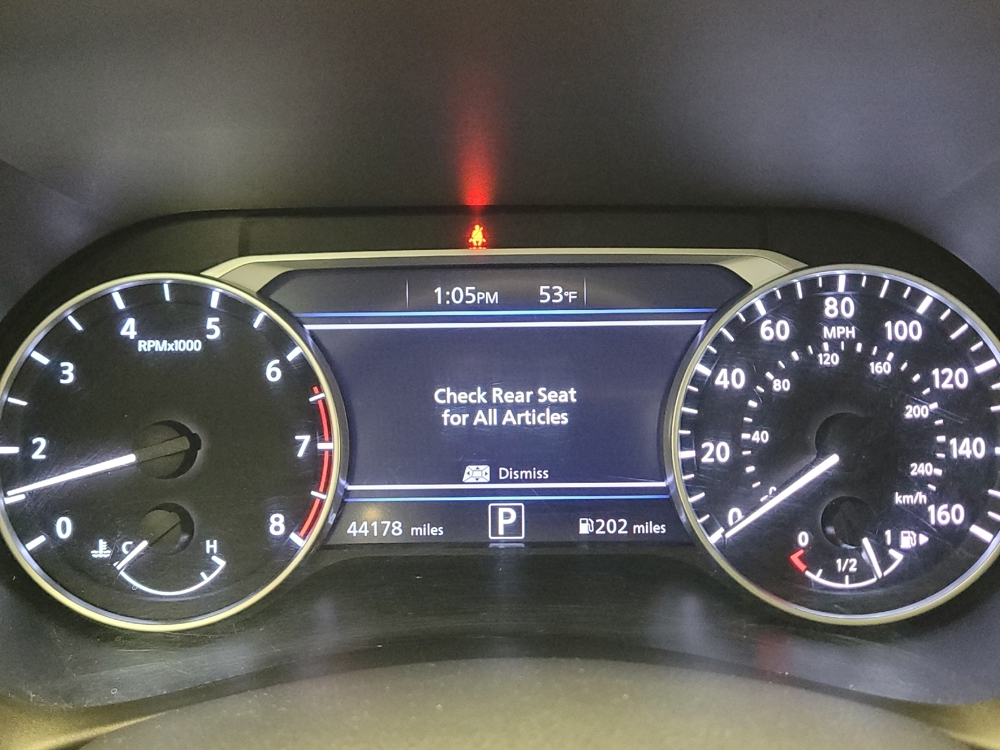 1:05PM 53°F
4 5
RPMx1000
3 6
2 7
0 8
C H
Check Rear Seat
for All Articles
Dismiss
44178 miles P 202 miles
80
60 MPH 100
120 160
40 80 120
200
20 40 140
240
0 0 km/h 160
0 1/2 1